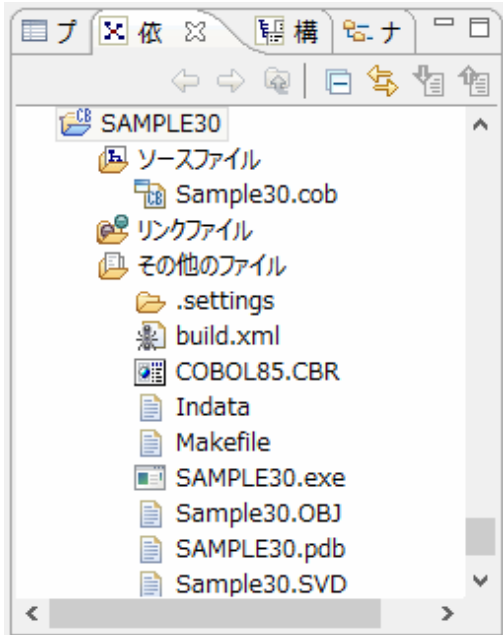 プ 依 構 ナ
SAMPLE30
ソースファイル
Sample30.cob
リンクファイル
その他のファイル
.settings
build.xml
COBOL85.CBR
Indata
Makefile
SAMPLE30.exe
Sample30.OBJ
SAMPLE30.pdb
Sample30.SVD